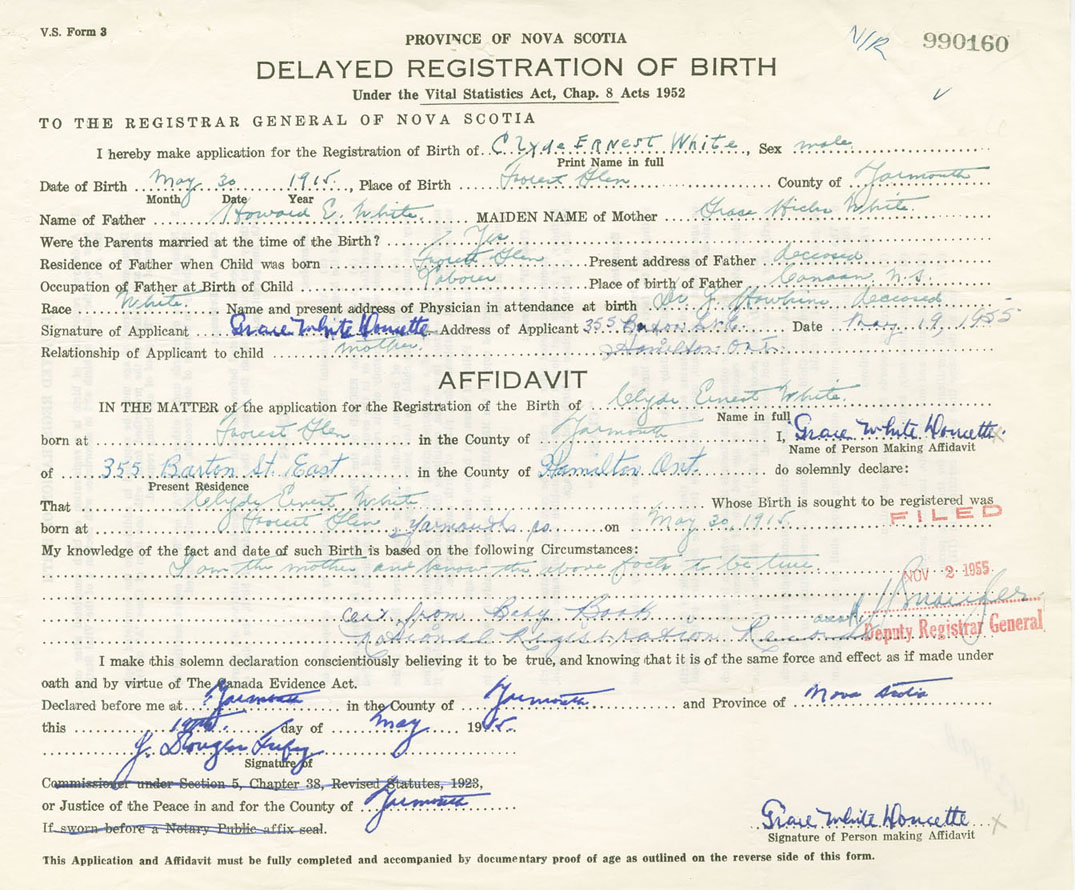 V.S. Form 3
PROVINCE OF NOVA SCOTIA
N/R 990160
DELAYED REGISTRATION OF BIRTH
Under the Vital Statistics Act, Chap. 8 Acts 1952
TO THE REGISTRAR GENERAL OF NOVA SCOTIA
I hereby make application for the Registration of Birth of Clyde ERNEST White, Sex male
Print Name in full
Date of Birth May 30 1915, Place of Birth Forest Glen County of Yarmouth
Month Date Year
Name of Father Howard E. White. MAIDEN NAME of Mother Grace Hicks White.
Were the Parents married at the time of the Birth? Yes
Residence of Father when Child was born Forest Glen Present address of Father deceased
Occupation of Father at Birth of Child Laborer Place of birth of Father Canaan N.S.
Race White. Name and present address of Physician in attendance at birth Dr. J. deceased
Signature of Applicant Grace White Doucette Address of Applicant 355 Barton St. E. Date May 19, 1955
Relationship of Applicant to child mother. Hamilton Ont.
AFFIDAVIT
IN THE MATTER of the application for the Registration of the Birth of Clyde Ernest White.
Name in full
born at Forest Glen in the County of Yarmouth I, Grace White Doucette
Name of Person Making Affidavit
of 355 Barton St. East in the County of Hamilton Ont. do solemnly declare:
Present Residence
That Clyde Ernest White Whose Birth is sought to be registered was
born at Forest Glen Yarmouth Co. on May 30, 1915.
FILED
My knowledge of the fact and date of such Birth is based on the following Circumstances:
I am the mother and know the above facts to be true.
NOV 2 1955
Cert from Baby Book
National Registration Record
Deputy Registrar General
I make this solemn declaration conscientiously believing it to be true, and knowing that it is of the same force and effect as if made under
oath and by virtue of The Canada Evidence Act.
Declared before me at Yarmouth in the County of Yarmouth and Province of Nova Scotia
this 19th day of May 1955.
J. Douglas
Signature of
Commissioner under Section 5, Chapter 38, Revised Statutes, 1923,
or Justice of the Peace in and for the County of Yarmouth
If sworn before a Notary Public affix seal.
Grace White Doucette x
Signature of Person making Affidavit
This Application and Affidavit must be fully completed and accompanied by documentary proof of age as outlined on the reverse side of this form.